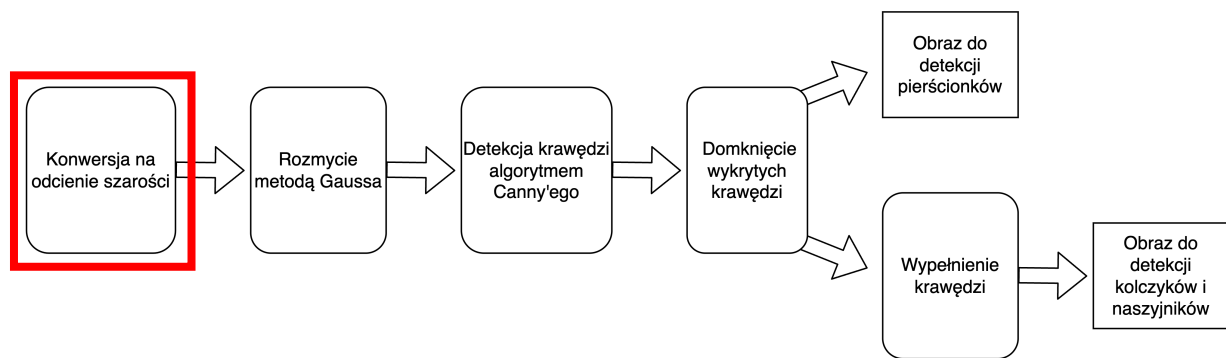 Konwersja na
odcienie szarości
Rozmycie
metodą Gaussa
Detekcja krawędzi
algorytmem
Canny'ego
Domknięcie
wykrytych
krawędzi
Obraz do
detekcji
pierścionków
Wypełnienie
krawędzi
Obraz do
detekcji
kolczyków i
naszyjników